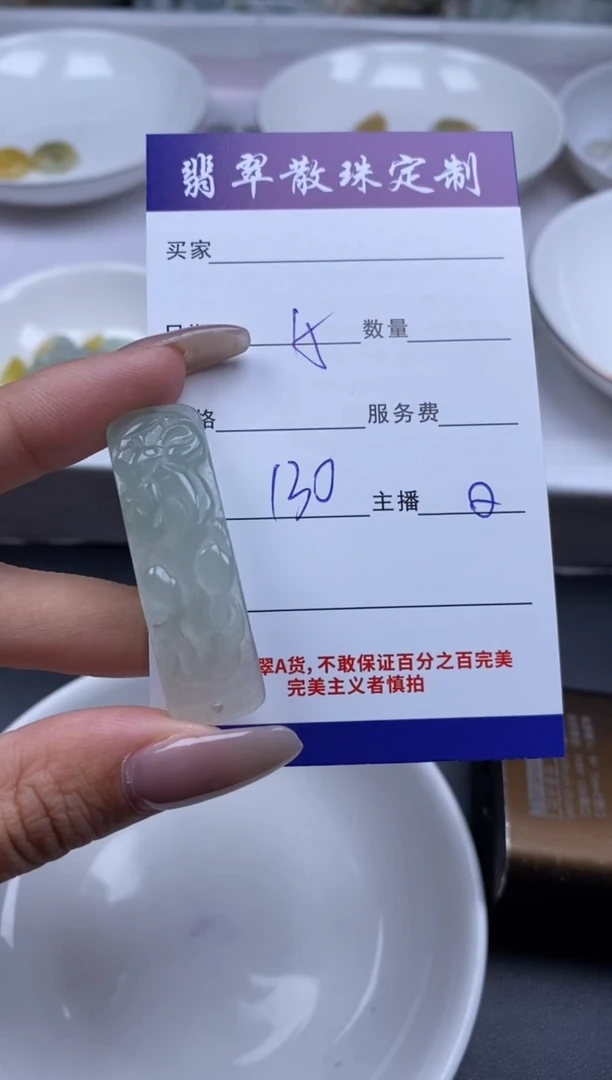 翡翠散珠定制
买家
数量
格 服务费
130 主播
翠A货,不敢保证百分之百完美
完美主义者慎拍